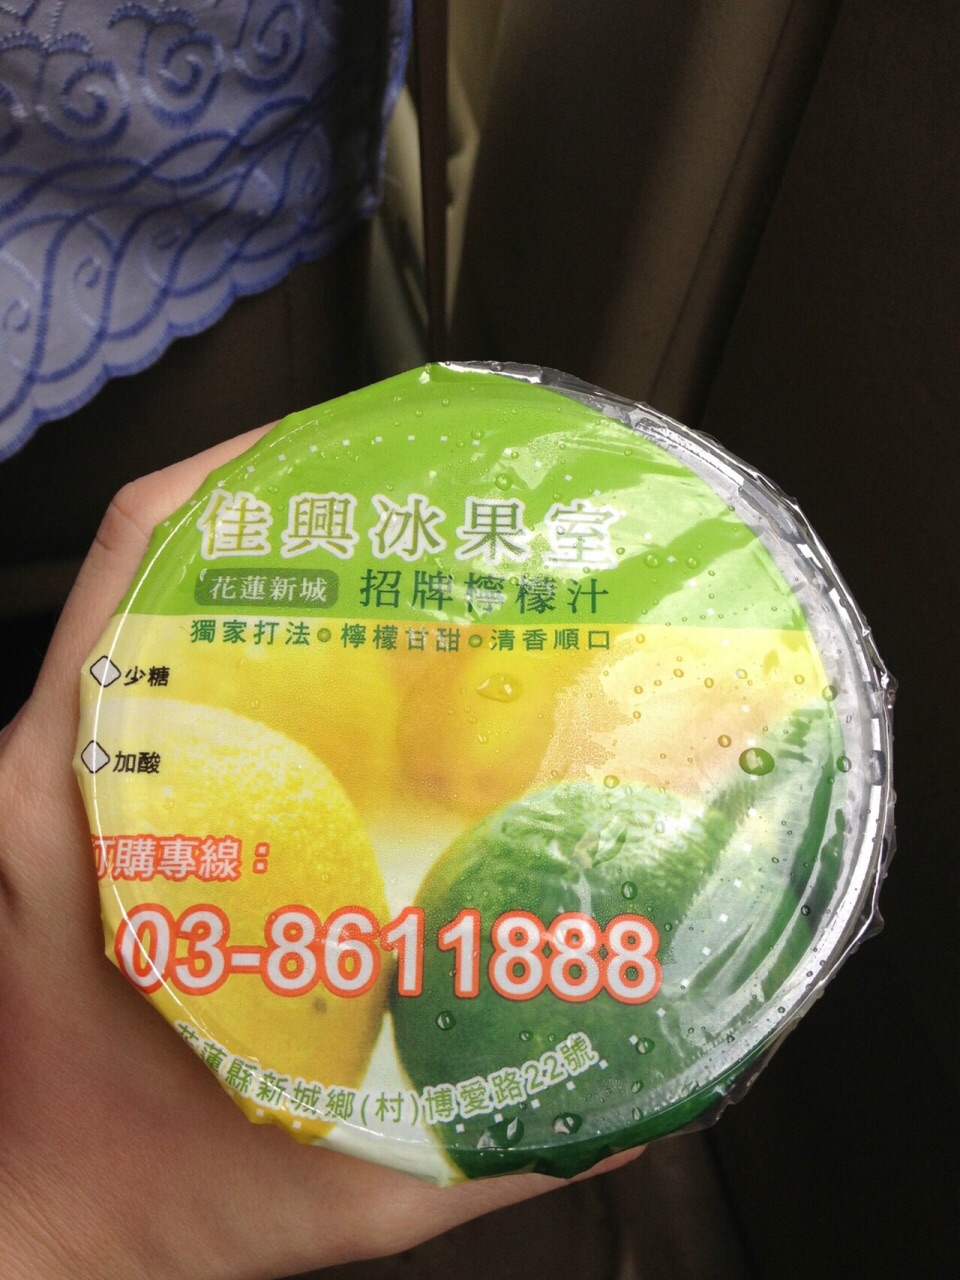 佳興冰果室
花蓮新城 招牌檸檬汁
獨家打法。檸檬甘甜。清香順口
少糖
加酸
訂購專線：
03-8611888
花蓮縣新城鄉(村)博愛路22號